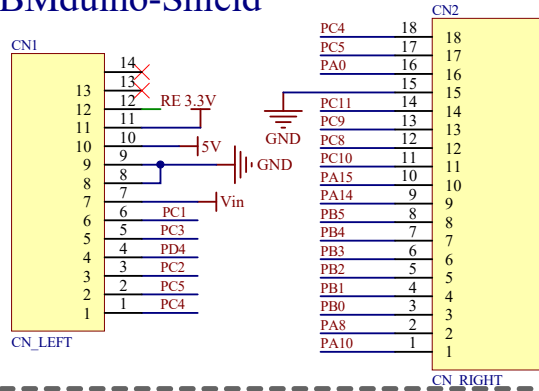 BMduino-Shield
CN1
14
13
13
12
12
RE 3.3V
11
11
10
10
5V
9
9
GND
8
8
7
7
Vin
6
6
PC1
5
5
PC3
4
4
PD4
3
3
PC2
2
2
PC5
1
1
PC4
CN_LEFT
CN2
PC4
18
18
PC5
17
17
PA0
16
16
15
15
GND
PC11
14
14
PC9
13
13
PC8
12
12
PC10
11
11
PA15
10
10
PA14
9
9
PB5
8
8
PB4
7
7
PB3
6
6
PB2
5
5
PB1
4
4
PB0
3
3
PA8
2
2
PA10
1
1
CN_RIGHT